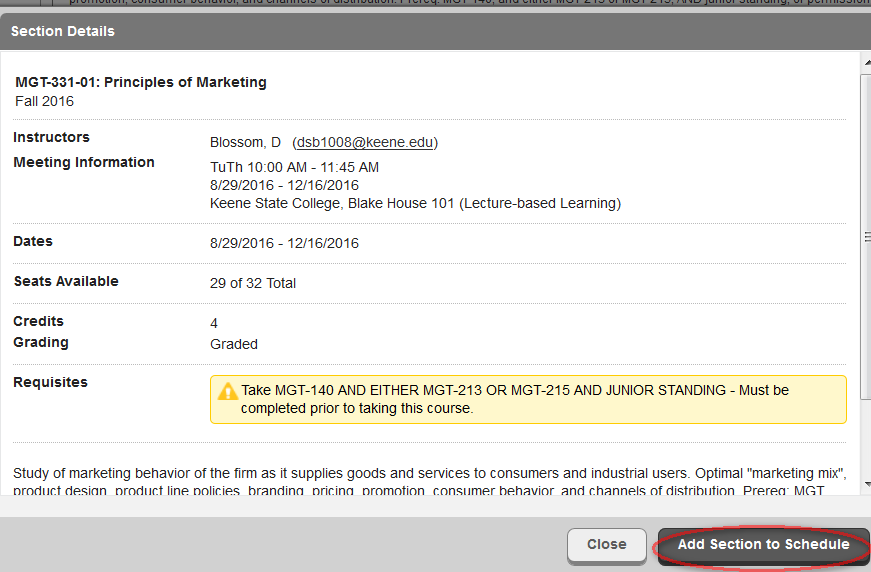 promotion, consumer behavior, and channels of distribution. Prereq: MGT-140, and either MGT-213 or MGT-215, AND junior standing, or permission
Section Details
MGT-331-01: Principles of Marketing
Fall 2016
Instructors
Blossom, D (dsb1008@keene.edu)
Meeting Information
TuTh 10:00 AM - 11:45 AM
8/29/2016 - 12/16/2016
Keene State College, Blake House 101 (Lecture-based Learning)
Dates
8/29/2016 - 12/16/2016
Seats Available
29 of 32 Total
Credits
4
Grading
Graded
Requisites
Take MGT-140 AND EITHER MGT-213 OR MGT-215 AND JUNIOR STANDING - Must be
completed prior to taking this course.
Study of marketing behavior of the firm as it supplies goods and services to consumers and industrial users. Optimal "marketing mix",
product design, product line policies, branding, pricing, promotion, consumer behavior, and channels of distribution. Prereq: MGT
Close
Add Section to Schedule